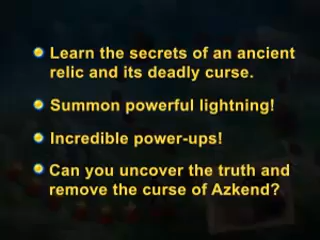 Learn the secrets of an ancient
relic and its deadly curse.
Summon powerful lightning!
Incredible power-ups!
Can you uncover the truth and
remove the curse of Azkend?